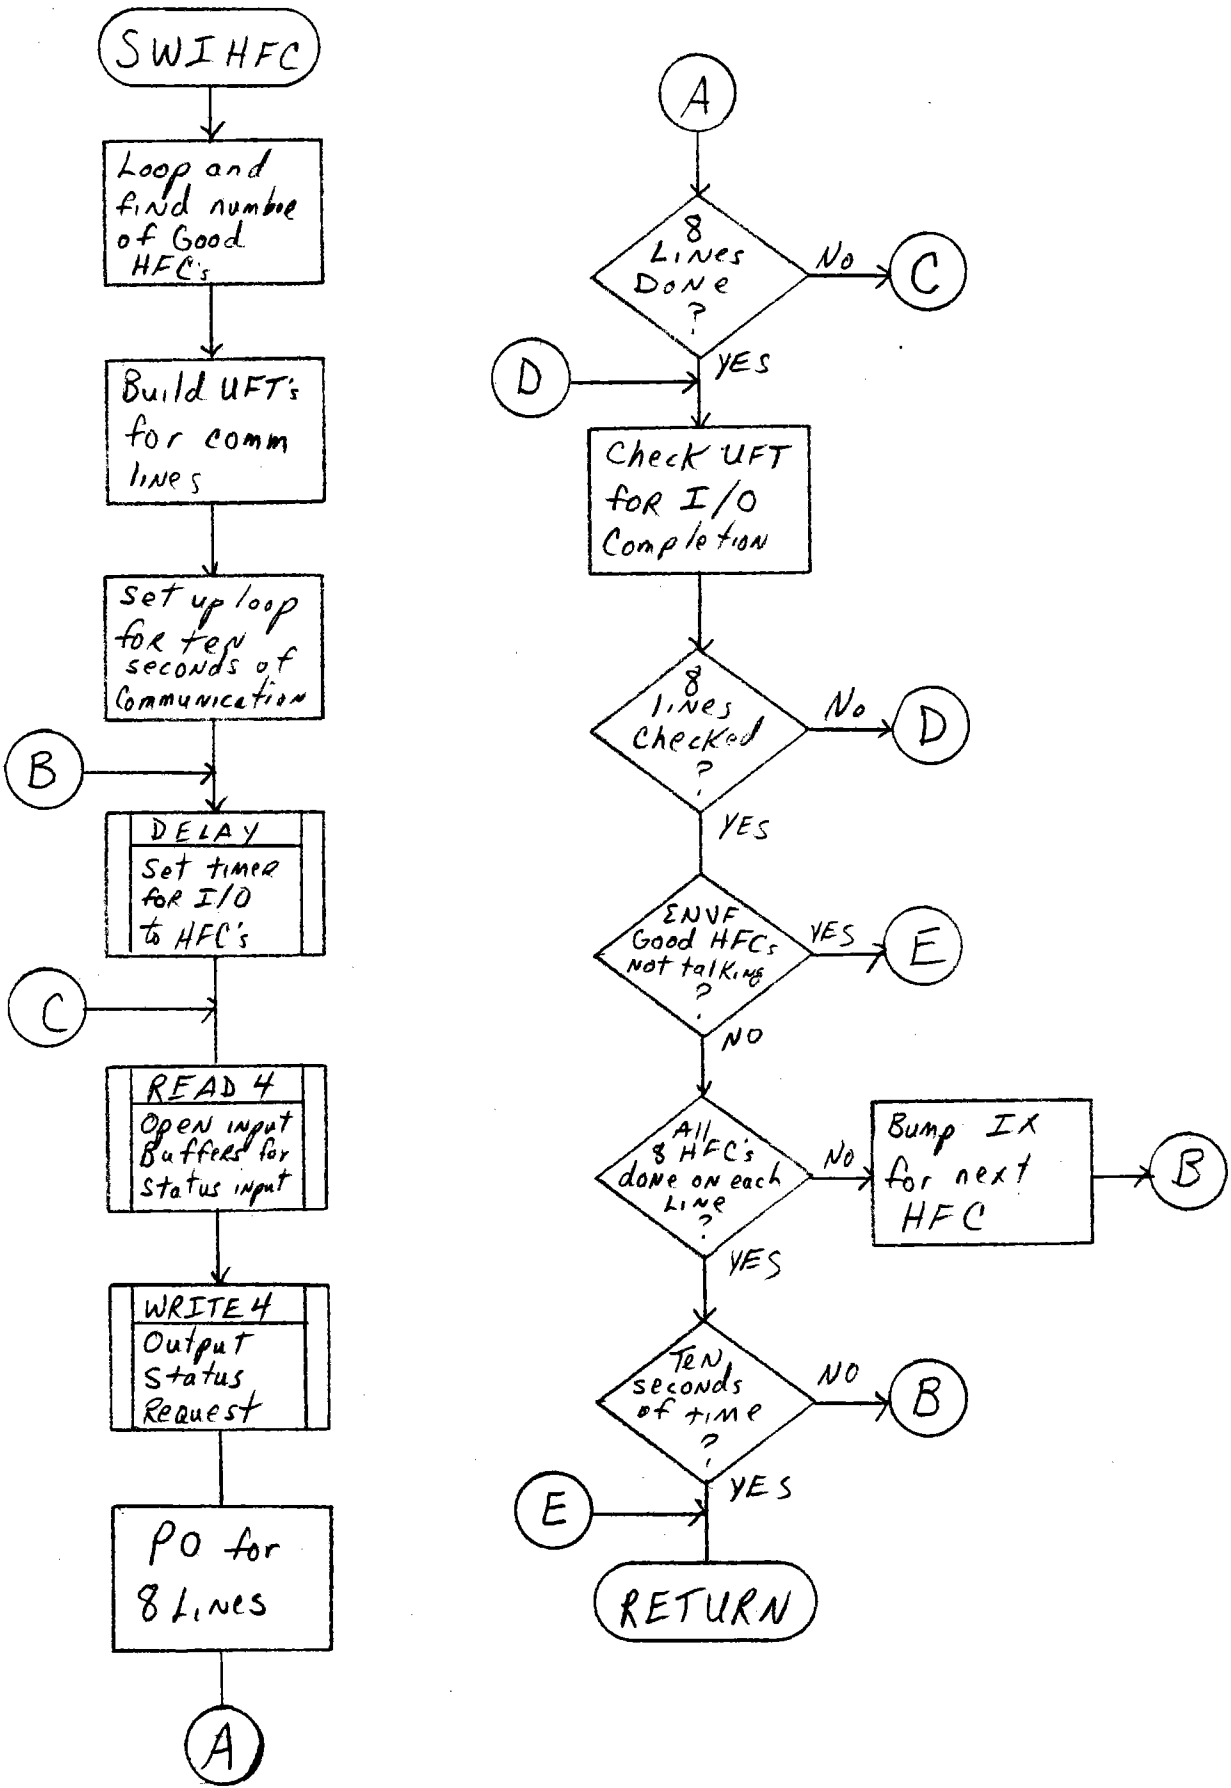 SWIHFC
Loop and
find number
of Good
HFC's
Build UFT's
for comm
lines
Set up loop
for ten
seconds of
Communication
B
DELAY
Set timer
for I/O
to HFC's
C
READ 4
Open input
Buffers for
Status input
WRITE 4
Output
Status
Request
PO for
8 Lines
A
A
8
Lines
Done
?
No
C
YES
D
Check UFT
for I/O
Completion
8
lines
Checked
?
No
D
YES
Good HFCs
not talking
?
YES
E
NO
All
8 HFC's
done on each
Line
?
NO
Bump IX
for next
HFC
B
YES
Ten
seconds
of time
?
NO
B
YES
E
RETURN